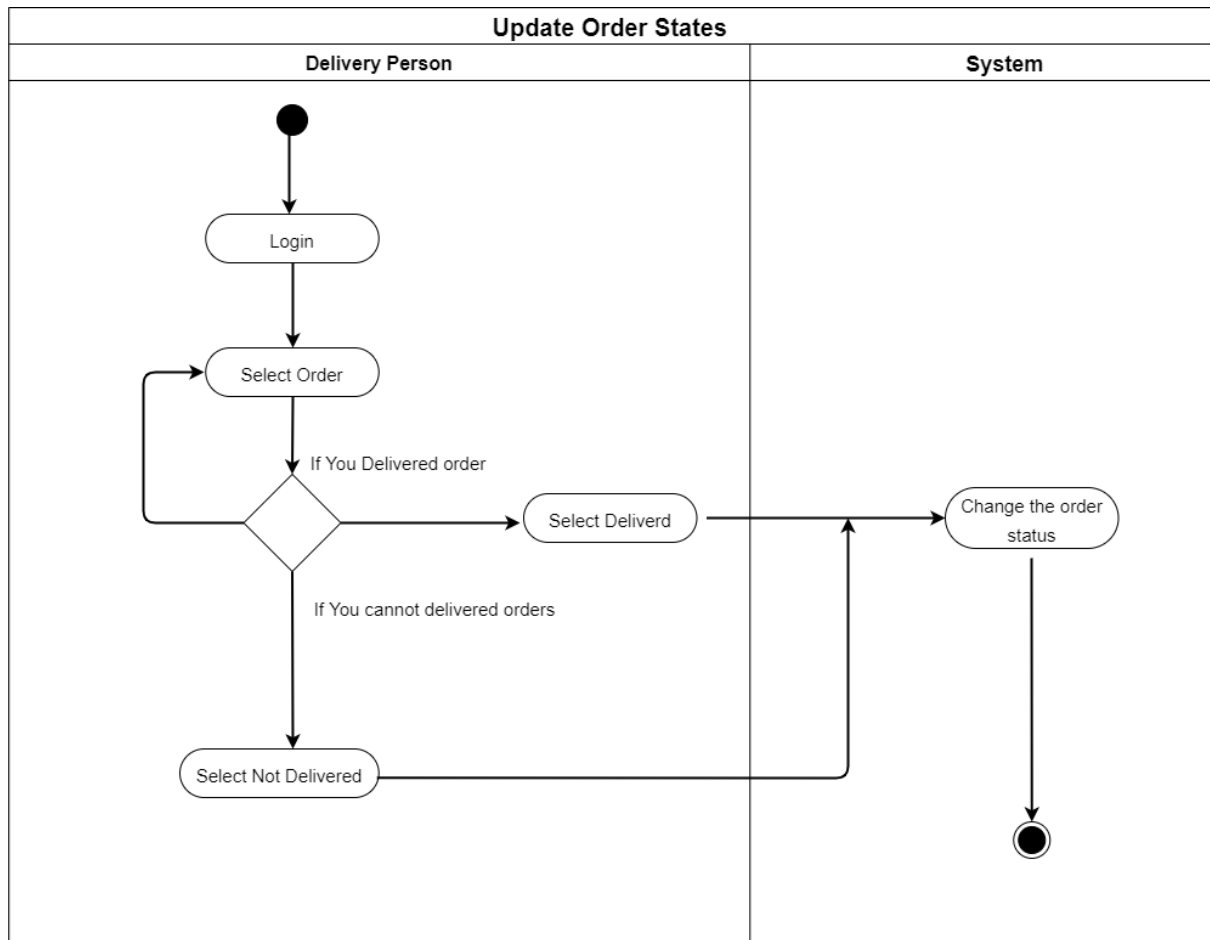 Update Order States
Delivery Person
System
Login
Select Order
If You Delivered order
Select Deliverd
Change the order
status
If You cannot delivered orders
Select Not Delivered